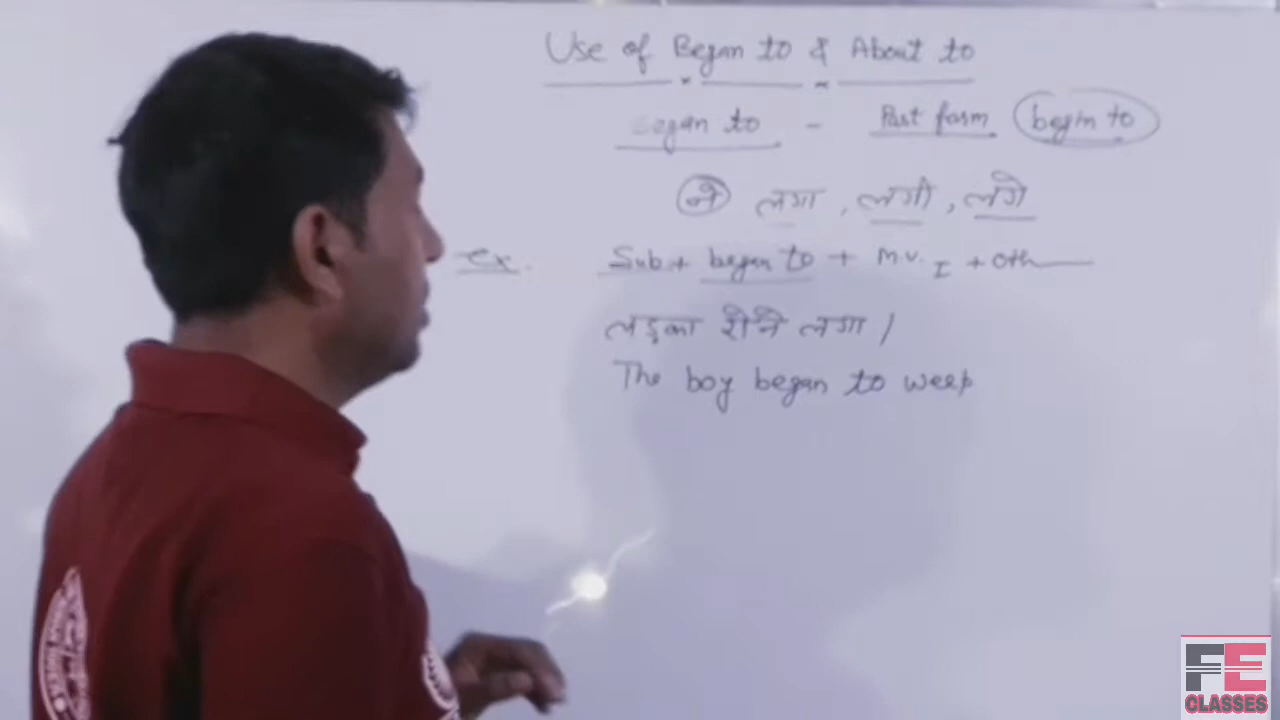 Use of Began to & About to
began to - Past form begin to
ने लगा, लगी, लगे
ex. Sub + began to + m.v. I + oth
लड़का रोने लगा।
The boy began to weep
FE
CLASSES